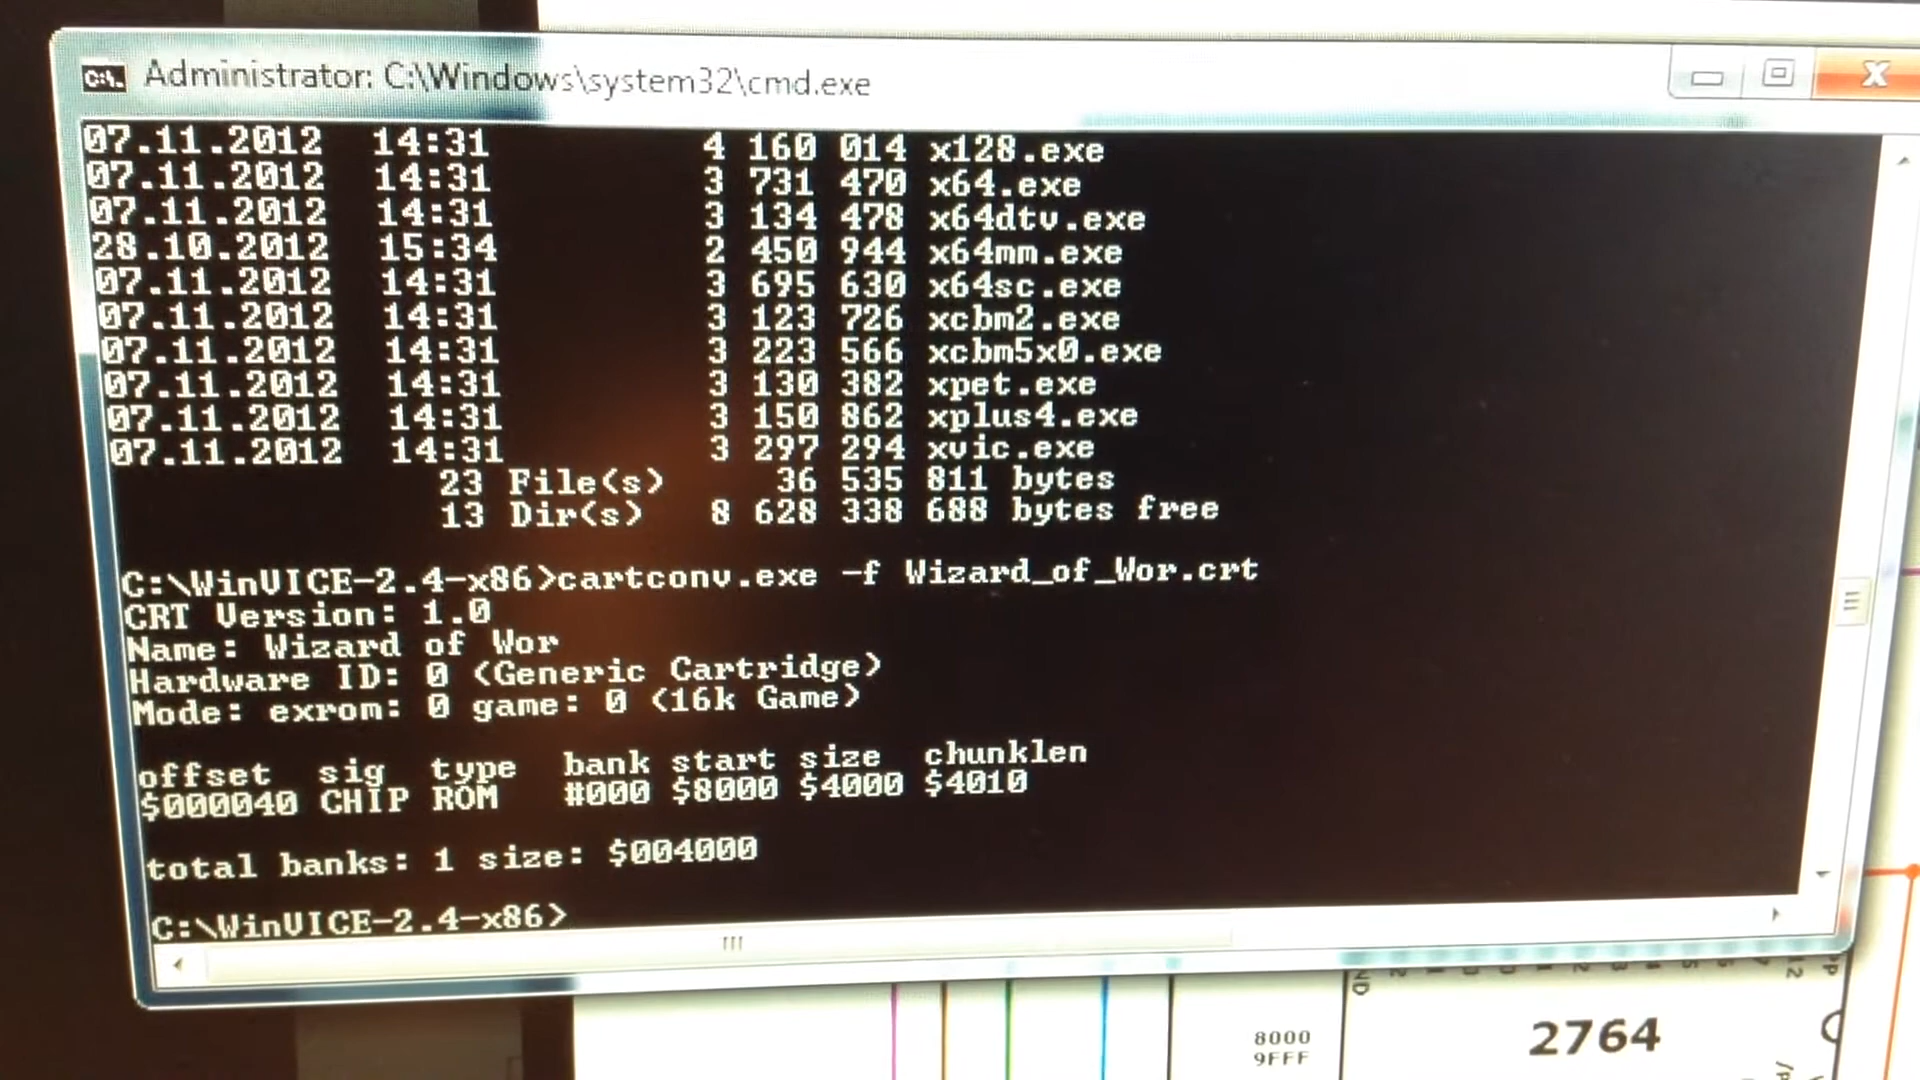 Administrator: C:\Windows\system32\cmd.exe
07.11.2012 14:31 4 160 014 x128.exe
07.11.2012 14:31 3 731 470 x64.exe
07.11.2012 14:31 3 134 478 x64dtv.exe
28.10.2012 15:34 2 450 944 x64mm.exe
07.11.2012 14:31 3 695 630 x64sc.exe
07.11.2012 14:31 3 123 726 xcbm2.exe
07.11.2012 14:31 3 223 566 xcbm5x0.exe
07.11.2012 14:31 3 130 382 xpet.exe
07.11.2012 14:31 3 150 862 xplus4.exe
07.11.2012 14:31 3 297 294 xvic.exe
23 File(s) 36 535 811 bytes
13 Dir(s) 8 628 338 688 bytes free
C:\WinVICE-2.4-x86>cartconv.exe -f Wizard_of_Wor.crt
CRT Version: 1.0
Name: Wizard of Wor
Hardware ID: 0 (Generic Cartridge)
Mode: exrom: 0 game: 0 (16k Game)
offset sig type bank start size chunklen
$000040 CHIP ROM #000 $8000 $4000 $4010
total banks: 1 size: $004000
C:\WinVICE-2.4-x86>
8000
9FFF
2764